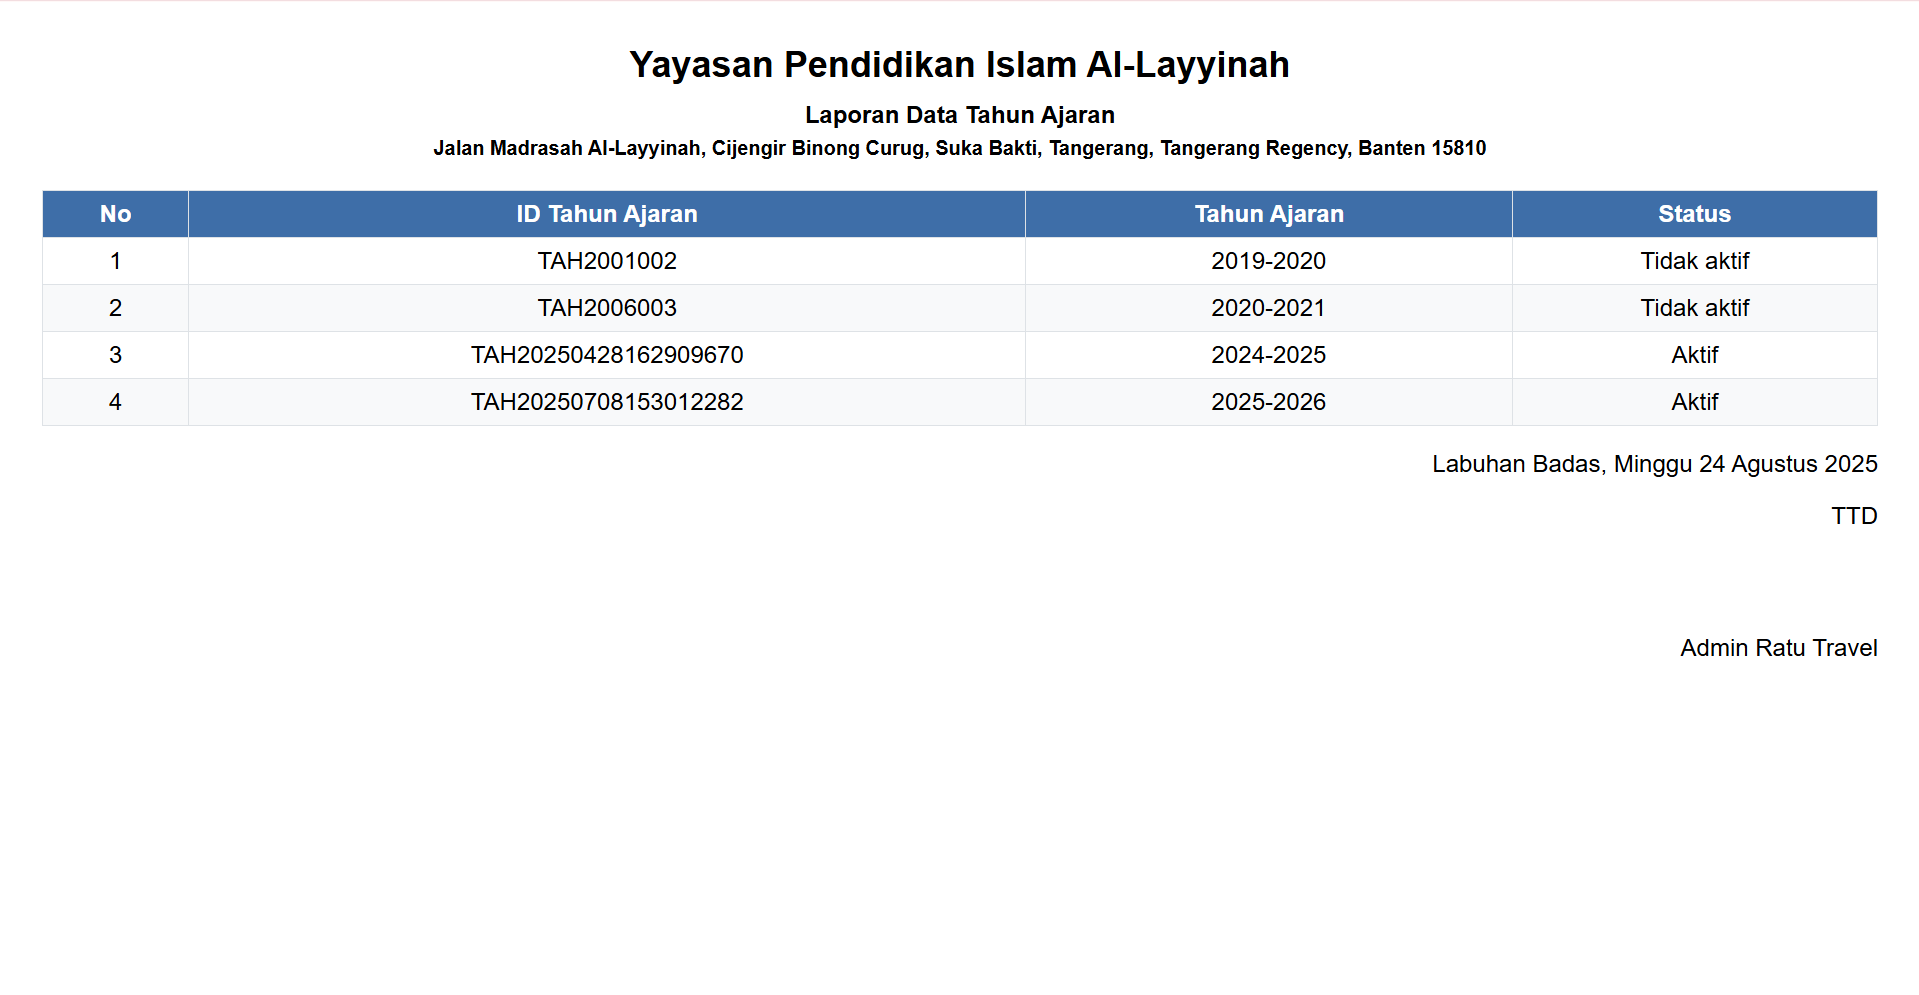 Yayasan Pendidikan Islam Al-Layyinah
Laporan Data Tahun Ajaran
Jalan Madrasah Al-Layyinah, Cijengir Binong Curug, Suka Bakti, Tangerang, Tangerang Regency, Banten 15810
No ID Tahun Ajaran Tahun Ajaran Status
1 TAH2001002 2019-2020 Tidak aktif
2 TAH2006003 2020-2021 Tidak aktif
3 TAH20250428162909670 2024-2025 Aktif
4 TAH20250708153012282 2025-2026 Aktif
Labuhan Badas, Minggu 24 Agustus 2025
TTD
Admin Ratu Travel